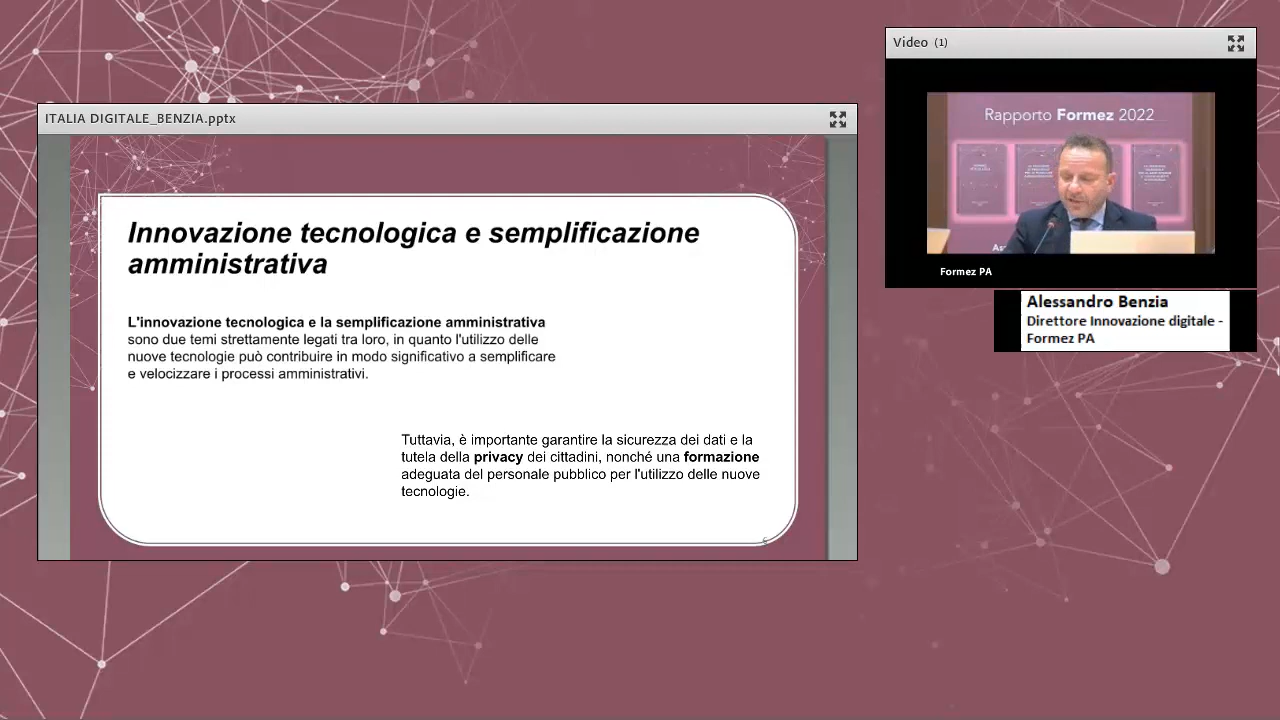 Video (1)
Rapporto Formez 2022
Formez PA
Alessandro Benzia
Direttore Innovazione digitale -
Formez PA
ITALIA DIGITALE_BENZIA.pptx
Innovazione tecnologica e semplificazione
amministrativa
L'innovazione tecnologica e la semplificazione amministrativa
sono due temi strettamente legati tra loro, in quanto l'utilizzo delle
nuove tecnologie può contribuire in modo significativo a semplificare
e velocizzare i processi amministrativi.
Tuttavia, è importante garantire la sicurezza dei dati e la
tutela della privacy dei cittadini, nonché una formazione
adeguata del personale pubblico per l'utilizzo delle nuove
tecnologie.